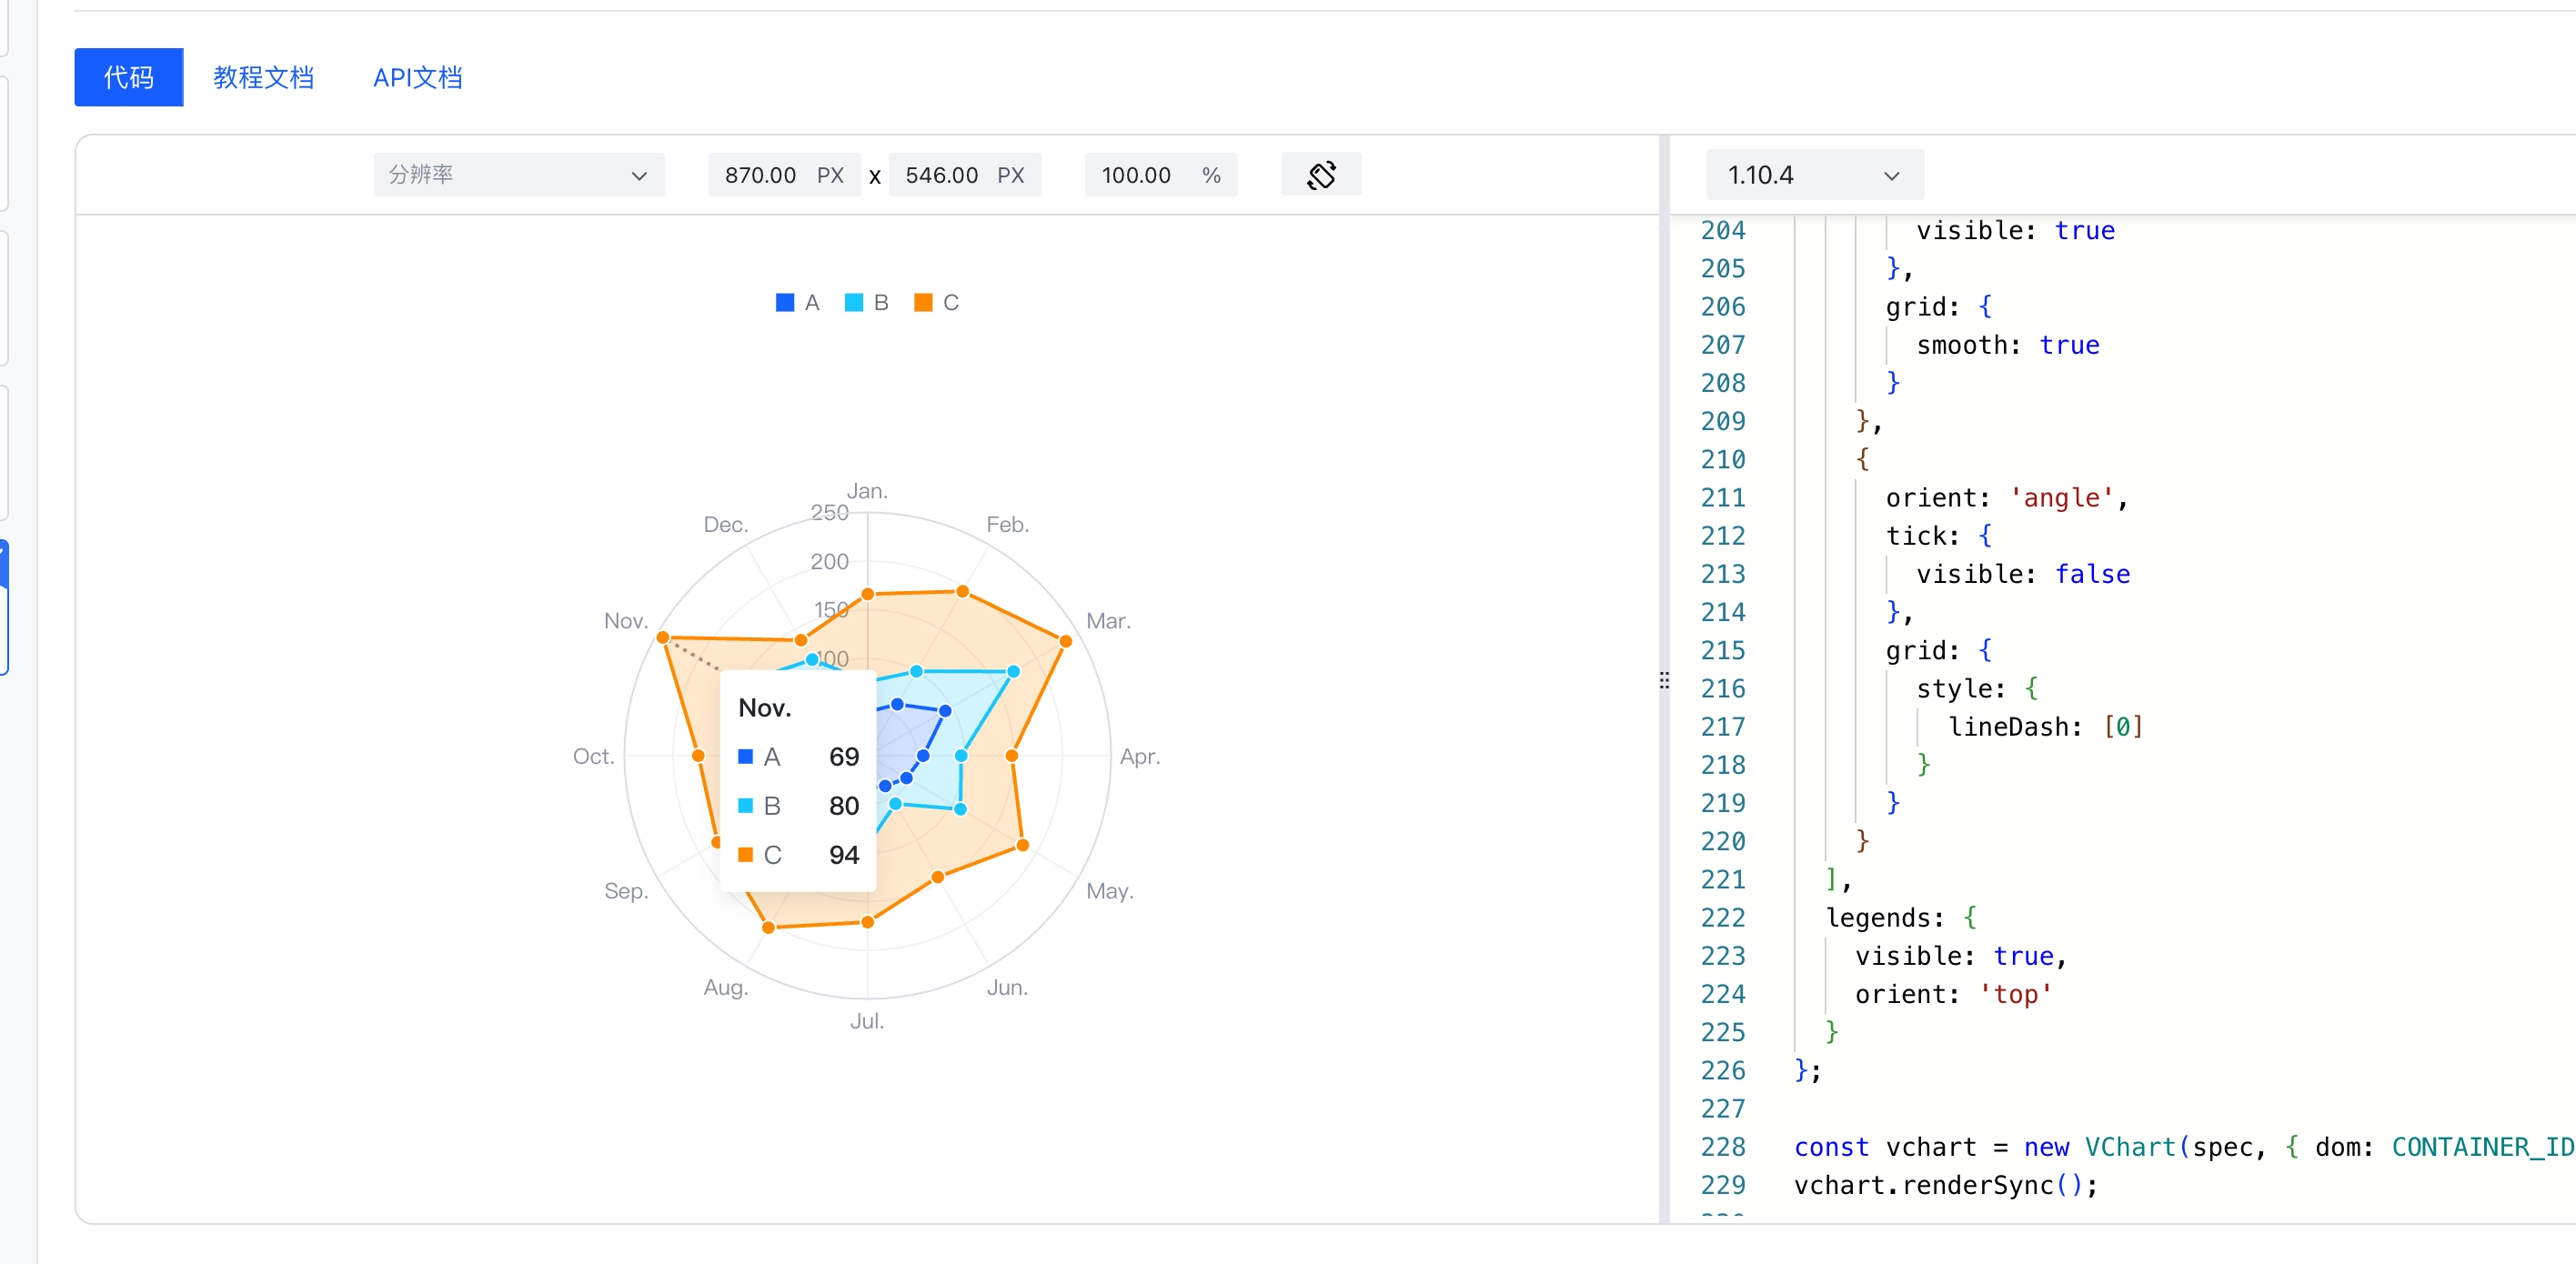 代码 教程文档 API文档
分辨率 870.00 PX x 546.00 PX 100.00 %
A B C
Jan.
250
Dec. Feb.
200
150
Nov. Mar.
100
Nov.
A 69
B 80
C 94
Oct. Apr.
Sep. May.
Aug. Jun.
Jul.
1.10.4
204 visible: true
205 },
206 grid: {
207 smooth: true
208 }
209 },
210 {
211 orient: 'angle',
212 tick: {
213 visible: false
214 },
215 grid: {
216 style: {
217 lineDash: [0]
218 }
219 }
220 }
221 ],
222 legends: {
223 visible: true,
224 orient: 'top'
225 }
226 };
227
228 const vchart = new VChart(spec, { dom: CONTAINER_ID
229 vchart.renderSync();